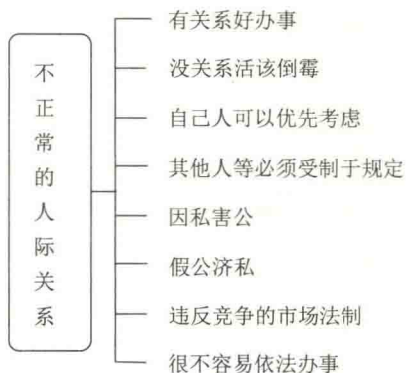 不正常的人际关系
有关系好办事
没关系活该倒霉
自己人可以优先考虑
其他人等必须受制于规定
因私害公
假公济私
违反竞争的市场法制
很不容易依法办事